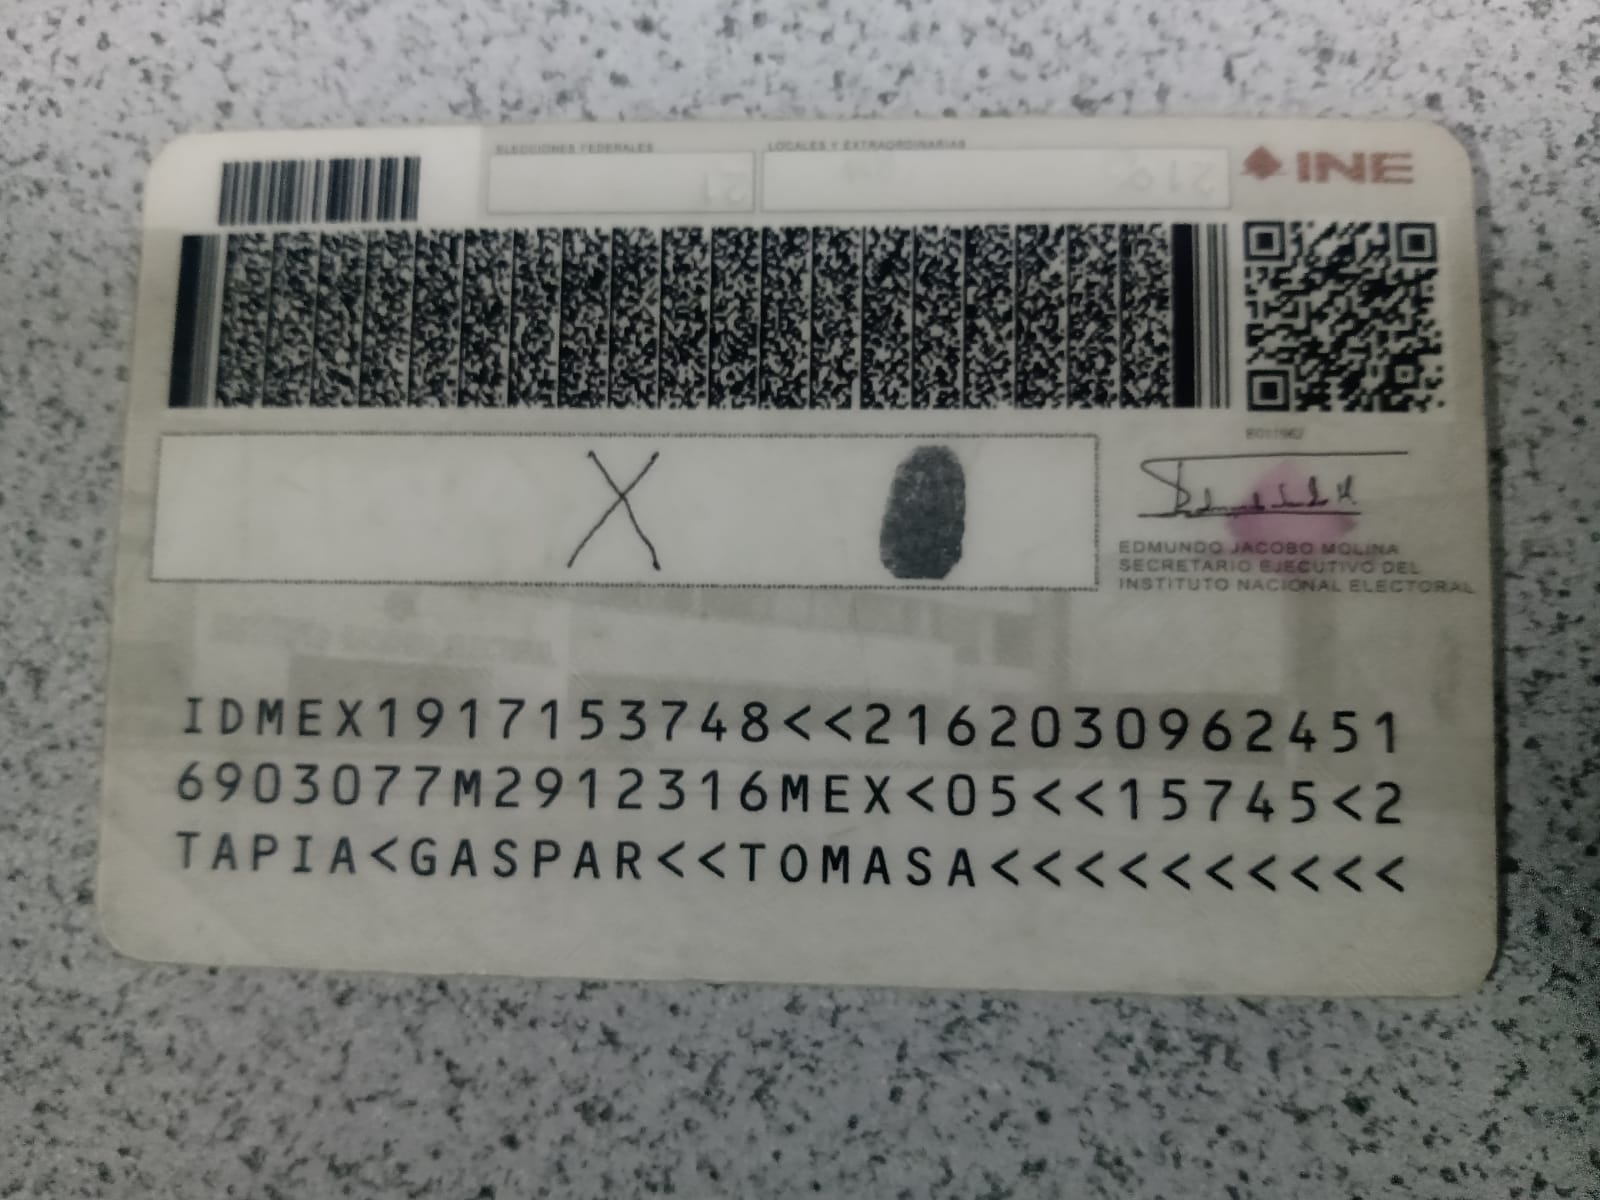 ELECCIONES FEDERALES
LOCALES Y EXTRAORDINARIAS
INE
EDMUNDO JACOBO MOLINA
SECRETARIO EJECUTIVO DEL
INSTITUTO NACIONAL ELECTORAL
IDMEX1917153748<<2162030962451
6903077M2912316MEX<05<<15745<2
TAPIA<GASPAR<<TOMASA<<<<<<<<<<